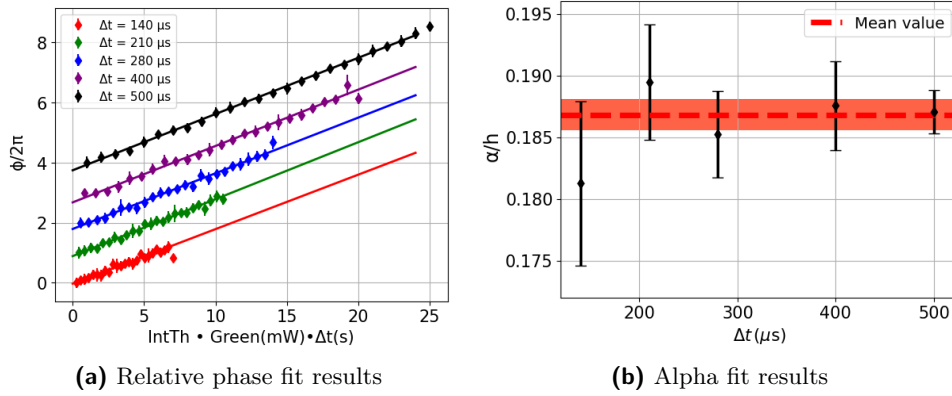 Δt = 140 μs
Δt = 210 μs
Δt = 280 μs
Δt = 400 μs
Δt = 500 μs
8
6
4
2
0
ϕ/2π
0 5 10 15 20 25
IntTh • Green(mW)•Δt(s)
(a) Relative phase fit results
Mean value
0.195
0.190
0.185
0.180
0.175
α/h
200 300 400 500
Δt(μs)
(b) Alpha fit results